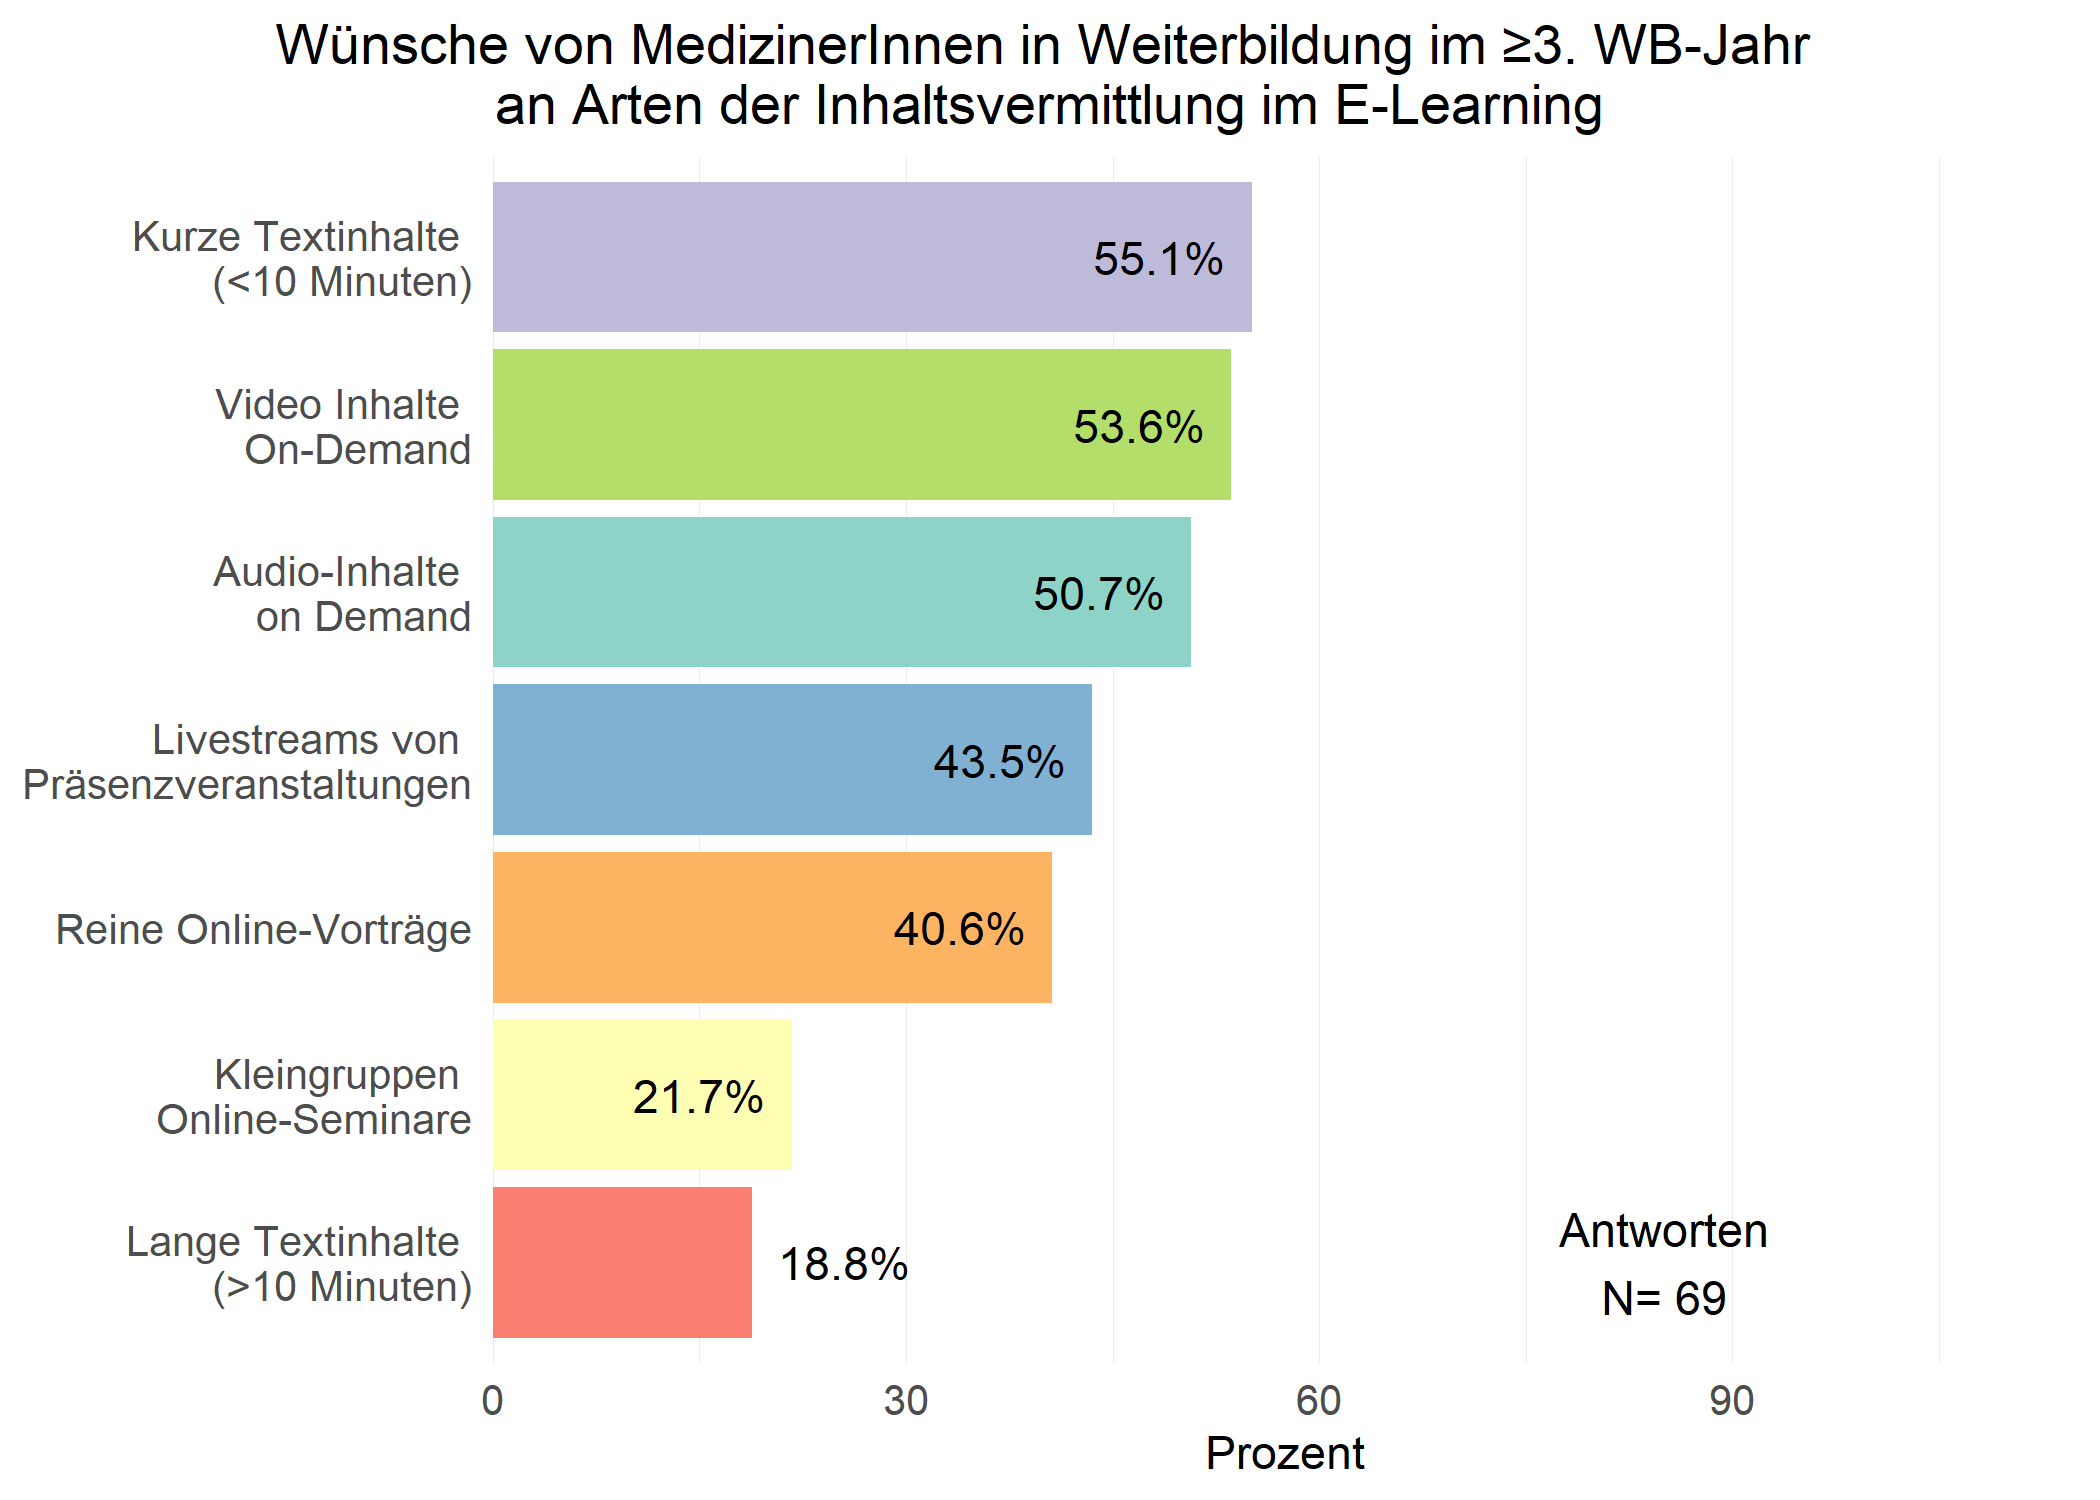 Wünsche von MedizinerInnen in Weiterbildung im ≥3. WB-Jahr
an Arten der Inhaltsvermittlung im E-Learning
Kurze Textinhalte
(<10 Minuten)
55.1%
Video Inhalte
On-Demand
53.6%
Audio-Inhalte
on Demand
50.7%
Livestreams von
Präsenzveranstaltungen
43.5%
Reine Online-Vorträge
40.6%
Kleingruppen
Online-Seminare
21.7%
Lange Textinhalte
(>10 Minuten)
18.8%
Antworten
N= 69
0 30 60 90
Prozent